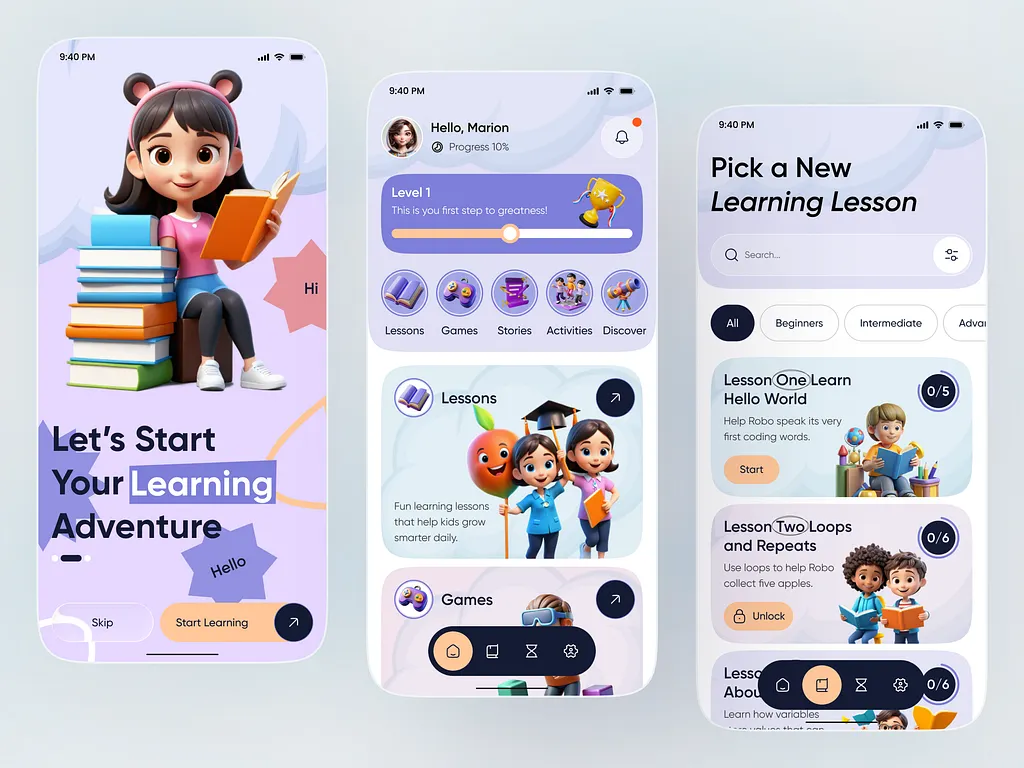 9:40 PM
Hi
Let's Start
Your Learning
Adventure
Hello
Skip
Start Learning
9:40 PM
Hello, Marion
Progress 10%
Level 1
This is you first step to greatness!
Lessons
Games
Stories
Activities
Discover
Lessons
Fun learning lessons
that help kids grow
smarter daily.
Games
9:40 PM
Pick a New
Learning Lesson
Search...
All
Beginners
Intermediate
Advan
Lesson One Learn
Hello World
0/5
Help Robo speak its very
first coding words.
Start
Lesson Two Loops
and Repeats
0/6
Use loops to help Robo
collect five apples.
Unlock
Lesso
Abou
0/6
Learn how variables